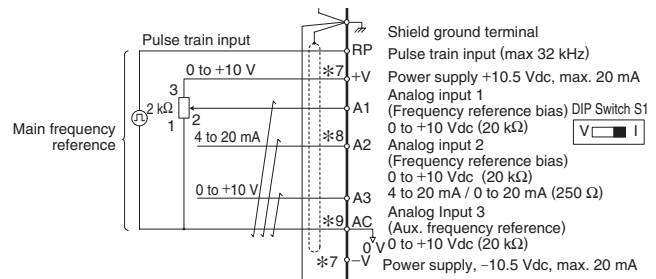 Shield ground terminal
Pulse train input
RP
Pulse train input (max 32 kHz)
0 to +10 V
*7
+V
Power supply +10.5 Vdc, max. 20 mA
3
2 kΩ
1
2
A1
Analog input 1
(Frequency reference bias)
0 to +10 Vdc (20 kΩ)
DIP Switch S1
V
I
Main frequency
reference
4 to 20 mA
*8
A2
Analog input 2
(Frequency reference bias)
0 to +10 Vdc (20 kΩ)
4 to 20 mA / 0 to 20 mA (250 Ω)
0 to +10 V
A3
Analog Input 3
(Aux. frequency reference)
0 to +10 Vdc (20 kΩ)
*9
AC
0 V
*7
−V
Power supply, −10.5 Vdc, max. 20 mA